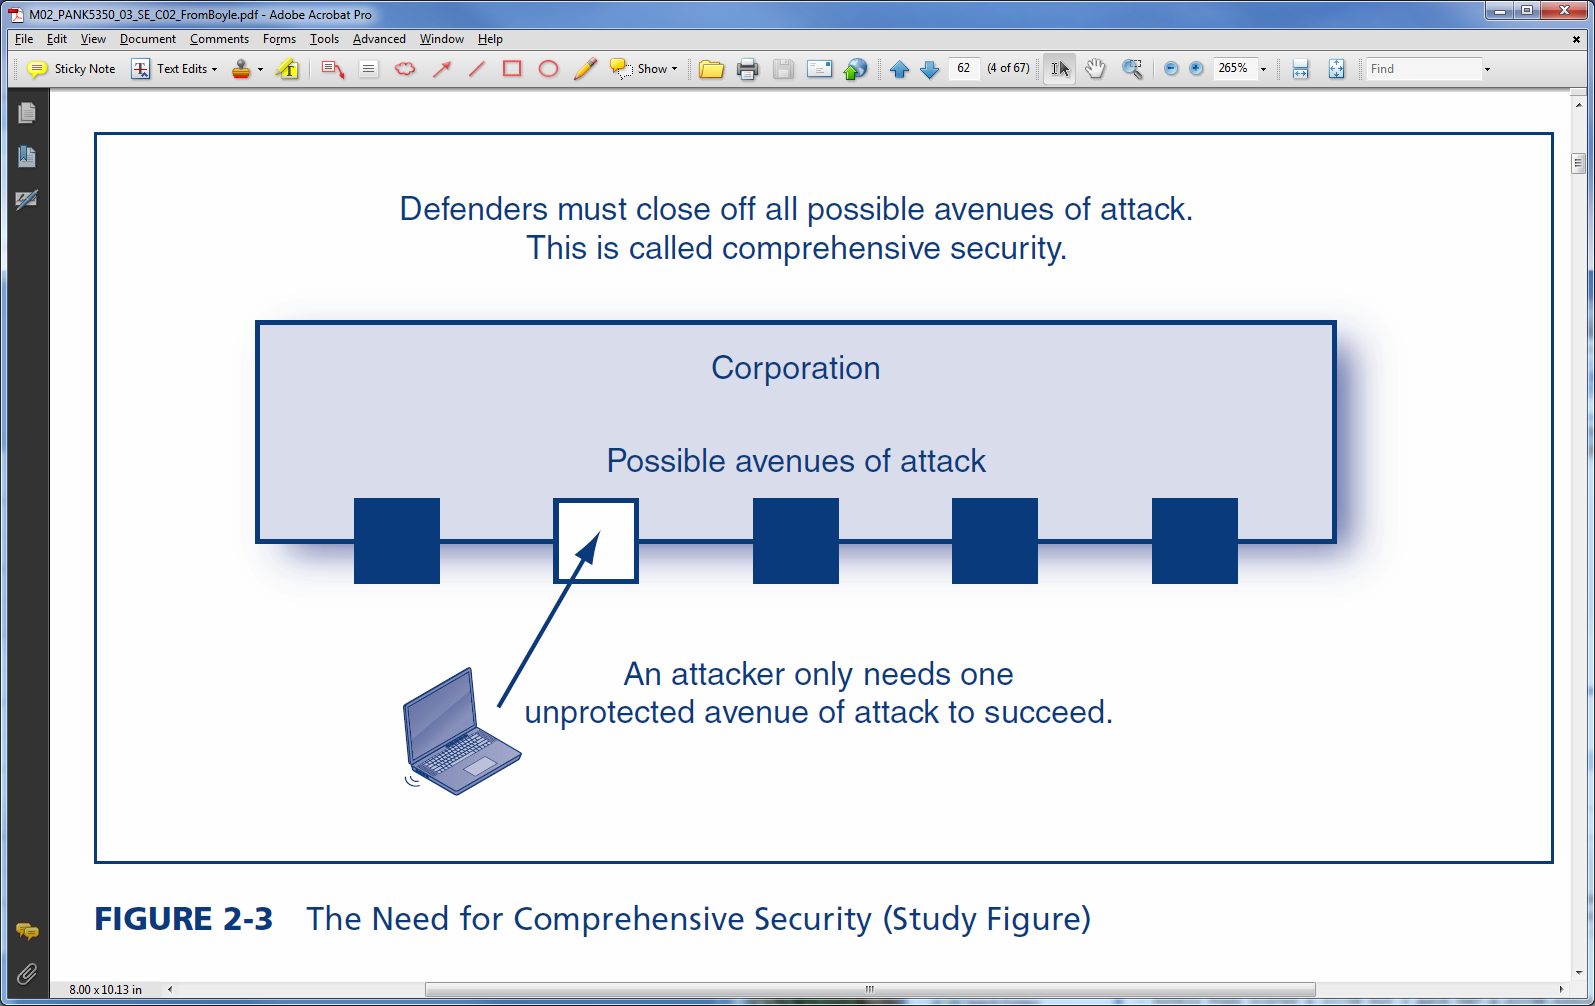 M02_PANK5350_03_SE_C02_FromBoyle.pdf - Adobe Acrobat Pro
File Edit View Document Comments Forms Tools Advanced Window Help
Sticky Note Text Edits Show 62 (4 of 67) 265% Find
Defenders must close off all possible avenues of attack.
This is called comprehensive security.
Corporation
Possible avenues of attack
An attacker only needs one
unprotected avenue of attack to succeed.
FIGURE 2-3 The Need for Comprehensive Security (Study Figure)
8.00 x 10.13 in